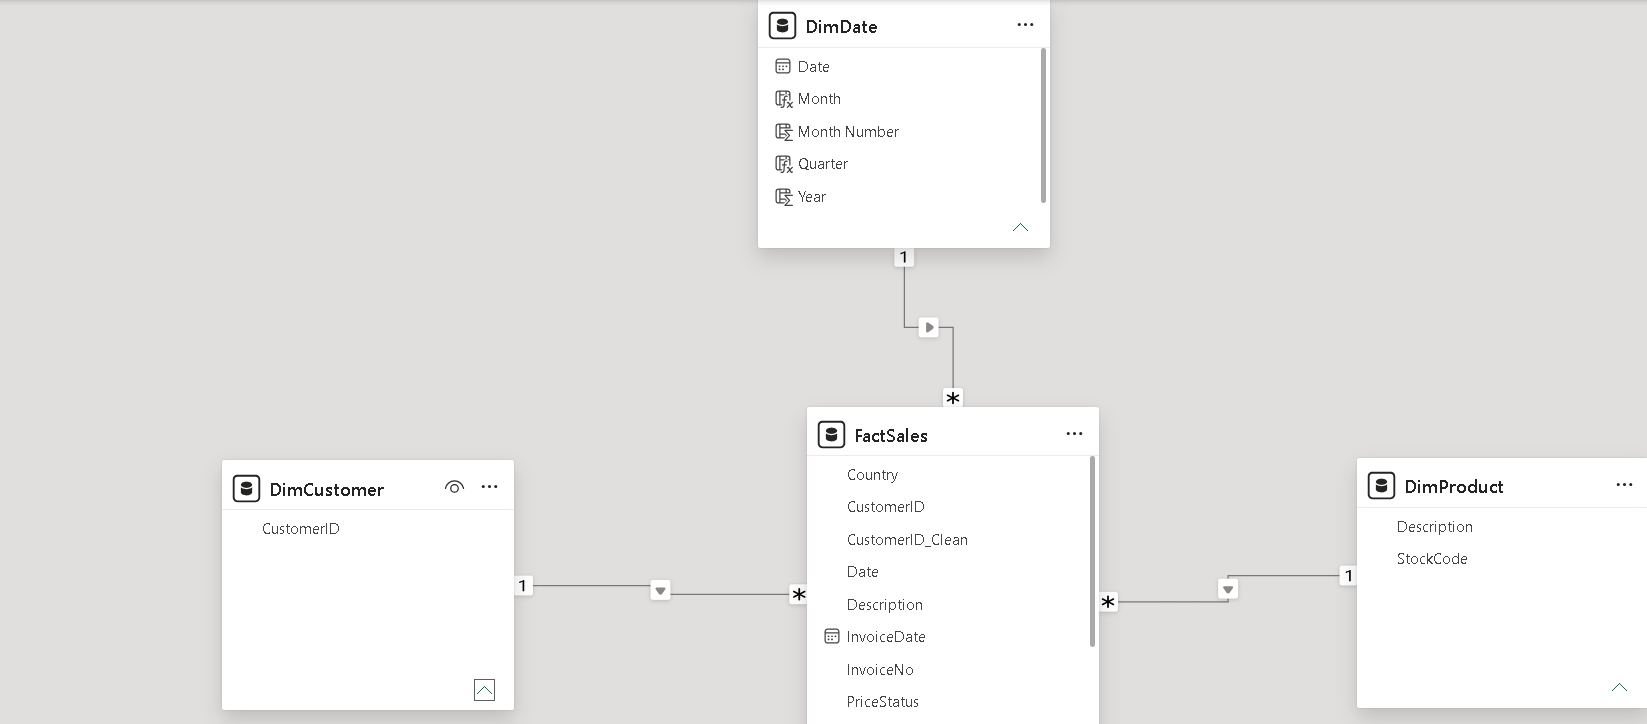 DimDate
Date
Month
Month Number
Quarter
Year
1
*
FactSales
Country
CustomerID
CustomerID_Clean
Date
Description
InvoiceDate
InvoiceNo
PriceStatus
DimCustomer
CustomerID
1
*
DimProduct
Description
StockCode
*
1